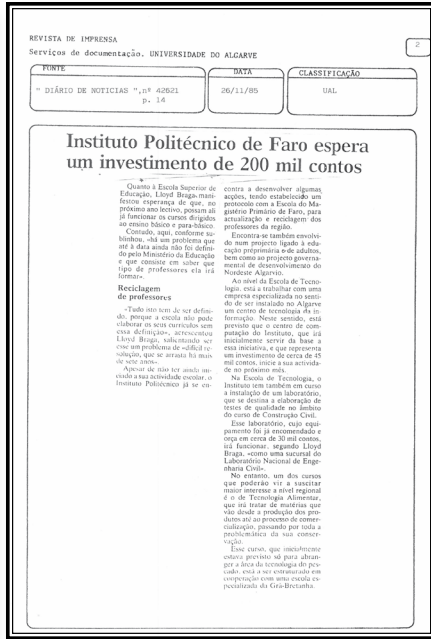 REVISTA DE IMPRENSA
2
Serviços de documentação. UNIVERSIDADE DO ALGARVE
FONTE
DATA
CLASSIFICAÇÃO
" DIÁRIO DE NOTICIAS ",nº 42621
p. 14
26/11/85
UAL
Instituto Politécnico de Faro espera
um investimento de 200 mil contos
Quanto à Escola Superior de
Educação, Lloyd Braga mani-
festou esperança de que, no
próximo ano lectivo, possam ali
já funcionar os cursos dirigidos
ao ensino básico e para-básico.
Contudo, aqui, conforme su-
blinhou, «há um problema que
até à data ainda não foi defini-
do pelo Ministério da Educação
e que consiste em saber que
tipo de professores ela irá
formar».
Reciclagem
de professores
«Tudo isto tem de ser defini-
do, porque a escola não pode
elaborar os seus currículos sem
essa definição», acrescentou
Lloyd Braga, salientando ser
esse um problema de «difícil re-
solução, que se arrasta há mais
de sete anos».
Apesar de não ter ainda ini-
ciado a sua actividade escolar, o
Instituto Politécnico já se en-
contra a desenvolver algumas
acções, tendo estabelecido um
protocolo com a Escola do Ma-
gistério Primário de Faro, para
actualização e reciclagem dos
professores da região.
Encontra-se também envolvi-
do num projecto ligado à edu-
cação préprimária e de adultos,
bem como ao projecto governa-
mental de desenvolvimento do
Nordeste Algarvio.
Ao nível da Escola de Tecno-
logia, está a trabalhar com uma
empresa especializada no senti-
do de ser instalado no Algarve
um centro de tecnologia da in-
formação. Neste sentido, está
previsto que o centro de com-
putação do Instituto, que irá
inicialmente servir da base a
essa iniciativa, e que representa
um investimento de cerca de 45
mil contos, inicie a sua activida-
de no próximo mês.
Na Escola de Tecnologia, o
Instituto tem também em curso
a instalação de um laboratório,
que se destina a elaboração de
testes de qualidade no âmbito
do curso de Construção Civil.
Esse laboratório, cujo equi-
pamento foi já encomendado e
orça em cerca de 30 mil contos,
irá funcionar, segundo Lloyd
Braga, «como uma sucursal do
Laboratório Nacional de Enge-
nharia Civil».
No entanto, um dos cursos
que poderão vir a suscitar
maior interesse a nível regional
é o de Tecnologia Alimentar,
que irá tratar de matérias que
vão desde a produção dos pro-
dutos até ao processo de comer-
cialização, passando por toda a
problemática da sua conser-
vação.
Esse curso, que inicialmente
estava previsto só para abran-
ger a área da tecnologia do pes-
cado, está a ser estruturado em
cooperação com uma escola es-
pecializada da Grã-Bretanha.